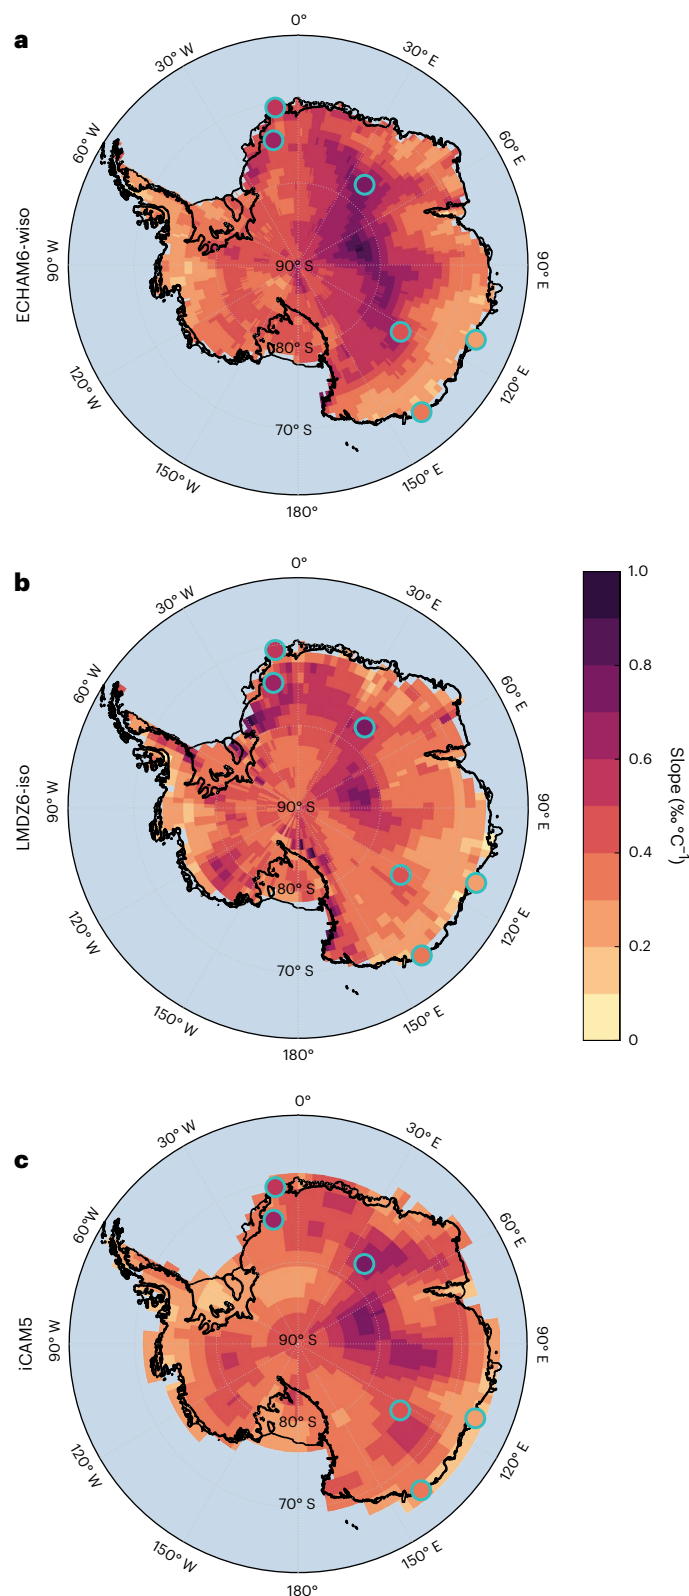 a
0°
30° W
30° E
60° W
60° E
ECHAM6-wiso
90° W
90° S
90° E
80° S
120° W
120° E
70° S
150° W
150° E
180°
b
0°
30° W
30° E
1.0
60° W
60° E
0.8
LMDZ6-iso
90° W
90° S
90° E
0.6
Slope (‰ °C⁻¹)
0.4
80° S
120° W
120° E
0.2
70° S
150° W
150° E
0
180°
c
0°
30° W
30° E
60°W
60° E
iCAM5
90° W
90° S
90° E
80° S
120° W
120° E
70° S
150° W
150° E
180°